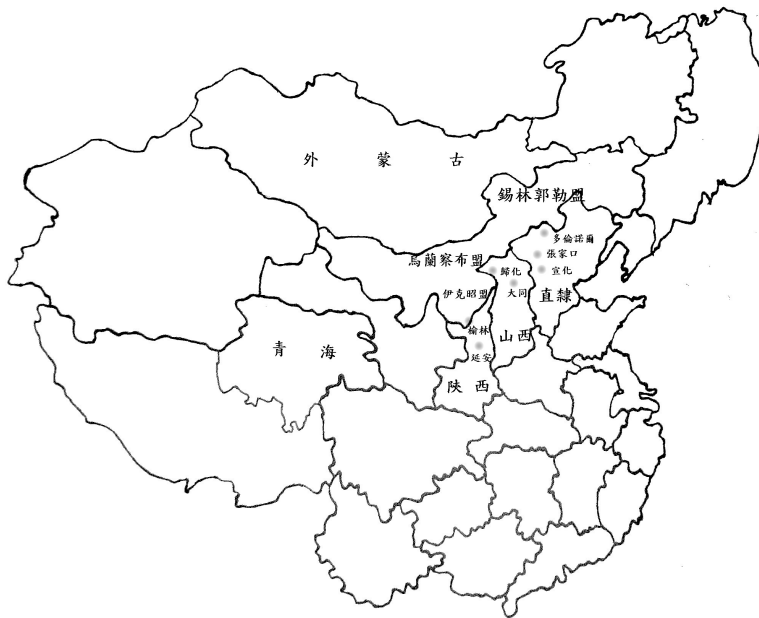 外蒙古
錫林郭勒盟
多倫諾爾
張家口
烏蘭察布盟
歸化
宣化
伊克昭盟
大同
直隸
榆林
山西
青海
延安
陝西